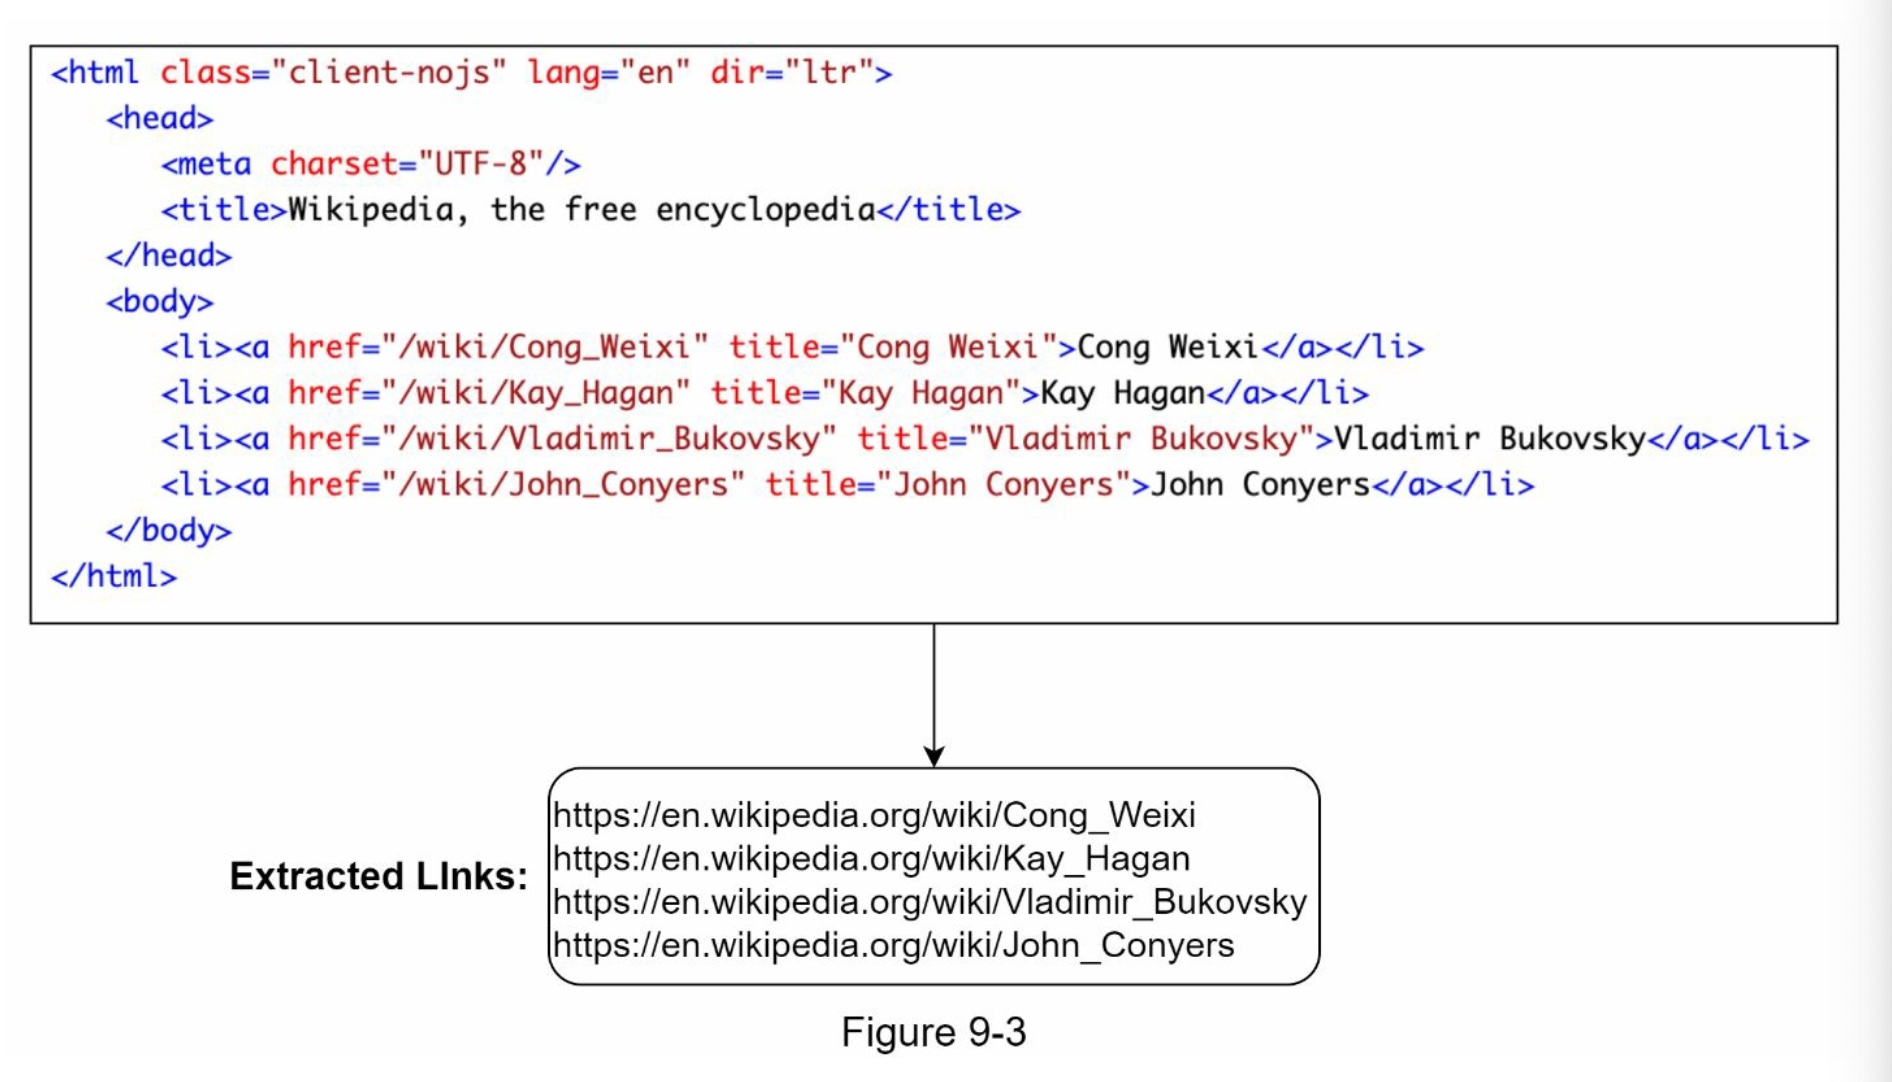 <html class="client-nojs" lang="en" dir="ltr">
<head>
<meta charset="UTF-8"/>
<title>Wikipedia, the free encyclopedia</title>
</head>
<body>
<li><a href="/wiki/Cong_Weixi" title="Cong Weixi">Cong Weixi</a></li>
<li><a href="/wiki/Kay_Hagan" title="Kay Hagan">Kay Hagan</a></li>
<li><a href="/wiki/Vladimir_Bukovsky" title="Vladimir Bukovsky">Vladimir Bukovsky</a></li>
<li><a href="/wiki/John_Conyers" title="John Conyers">John Conyers</a></li>
</body>
</html>
Extracted LInks:
https://en.wikipedia.org/wiki/Cong_Weixi
https://en.wikipedia.org/wiki/Kay_Hagan
https://en.wikipedia.org/wiki/Vladimir_Bukovsky
https://en.wikipedia.org/wiki/John_Conyers
Figure 9-3